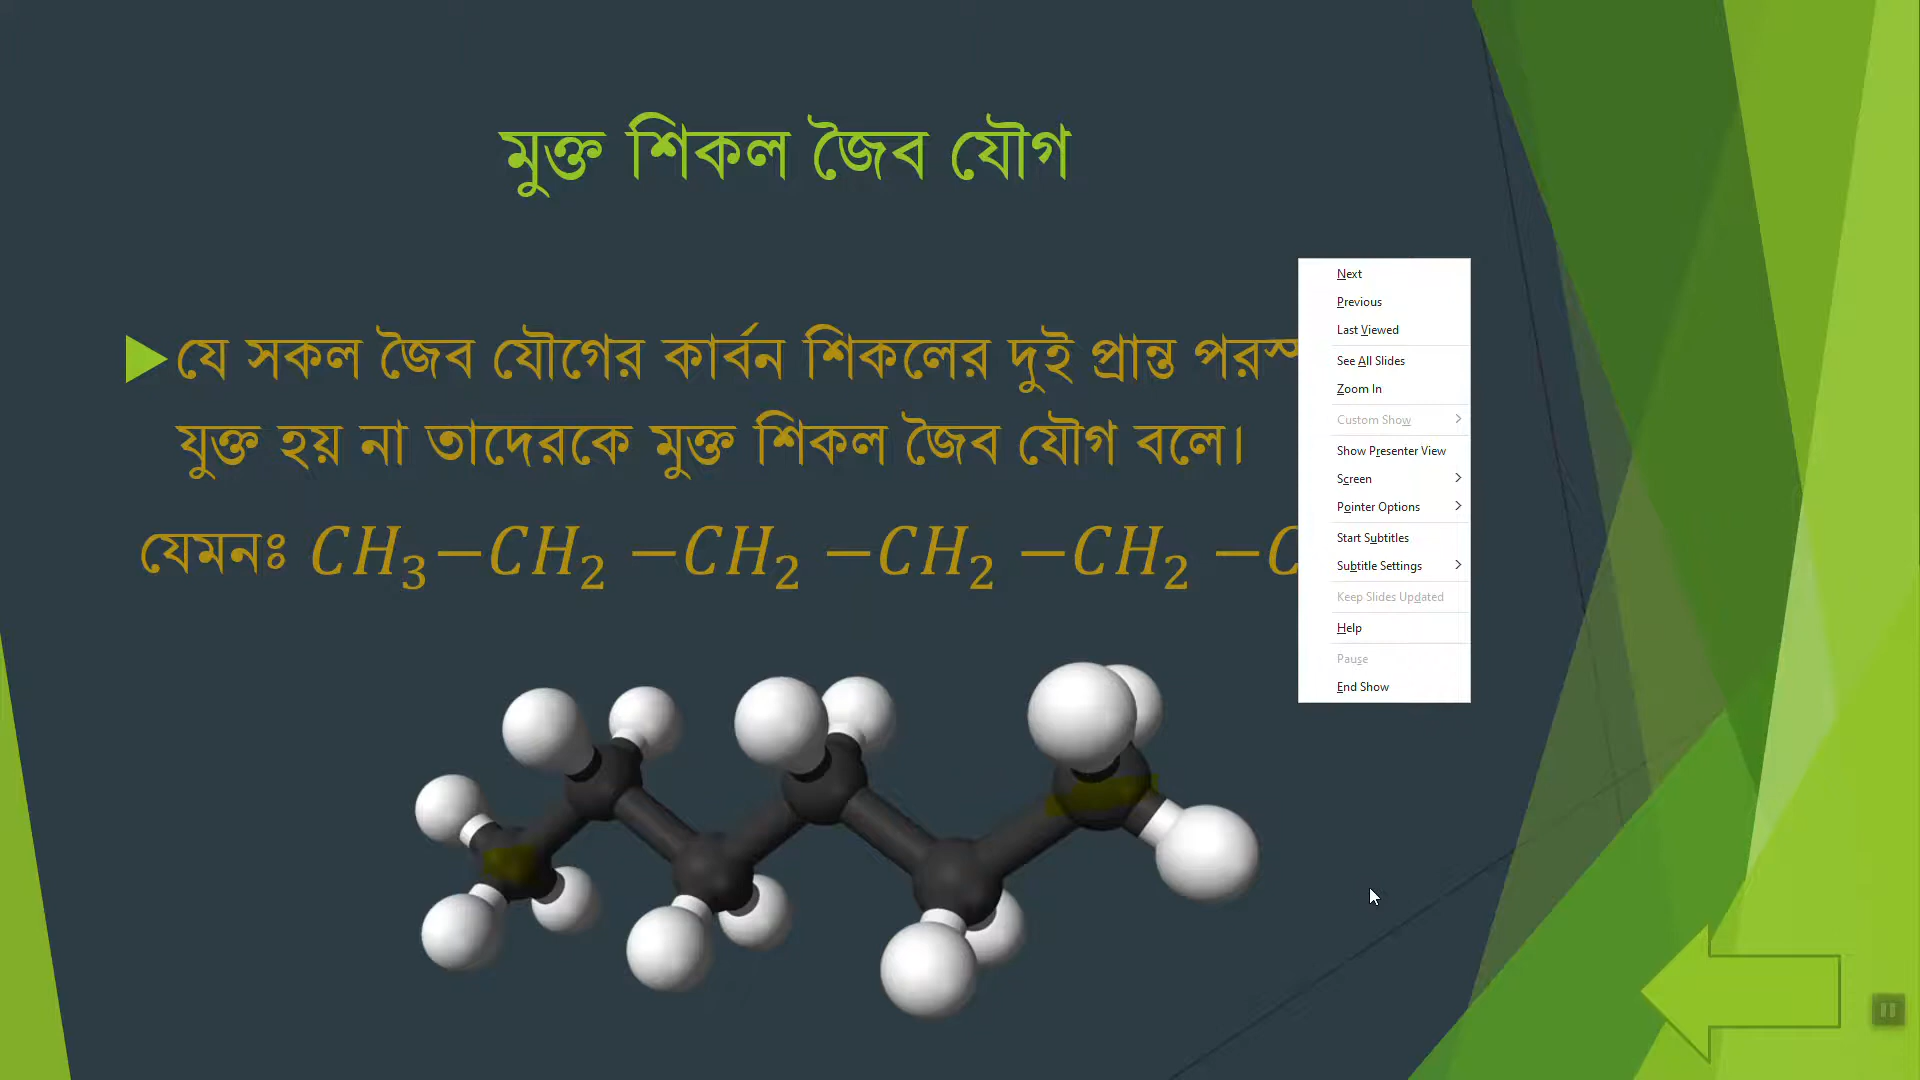 মুক্ত শিকল জৈব যৌগ
যে সকল জৈব যৌগের কার্বন শিকলের দুই প্রান্ত
যুক্ত হয় না তাদেরকে মুক্ত শিকল জৈব যৌগ বলে।
যেমনঃ CH₃−CH₂ −CH₂ −CH₂ −CH₂ −C
Next
Previous
Last Viewed
See All Slides
Zoom In
Custom Show
Show Presenter View
Screen
Pointer Options
Start Subtitles
Subtitle Settings
Keep Slides Updated
Help
Pause
End Show